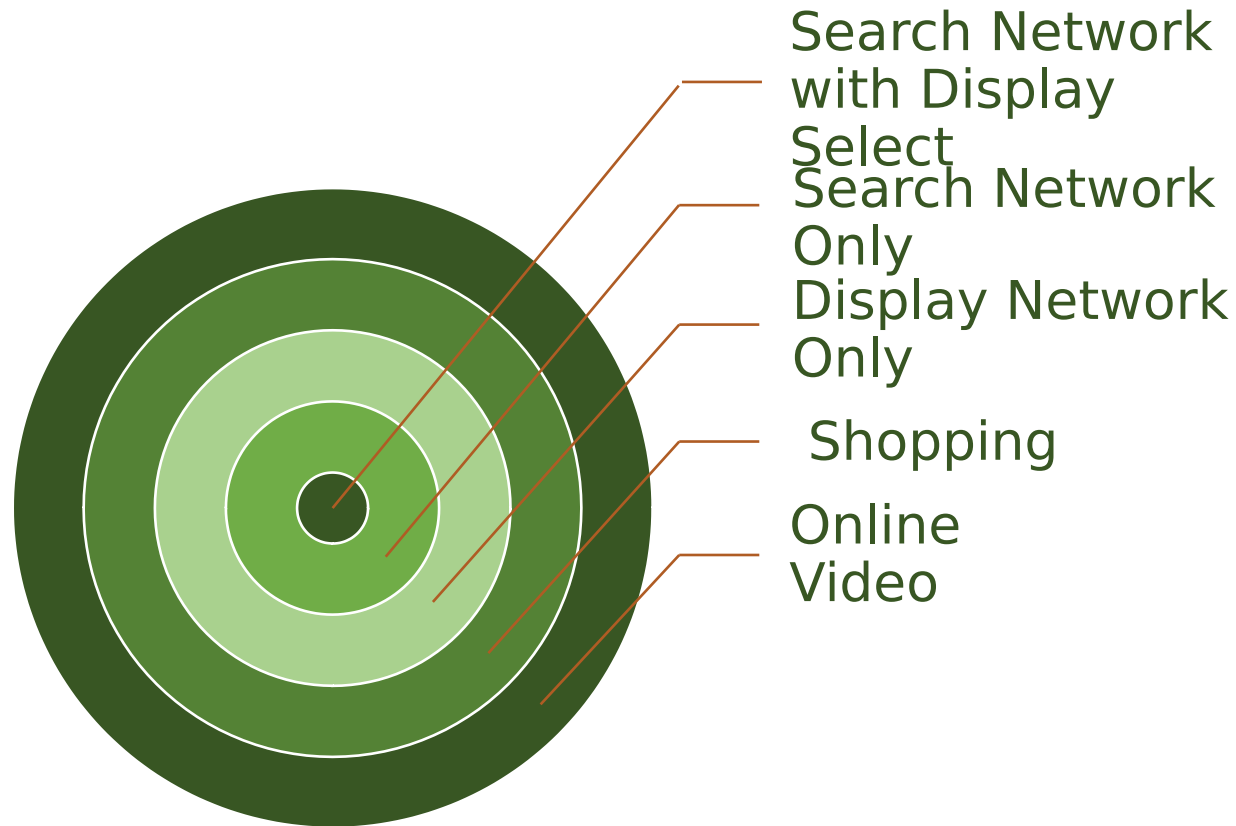 Search Network
with Display
Select
Search Network
Only
Display Network
Only
Shopping
Online
Video